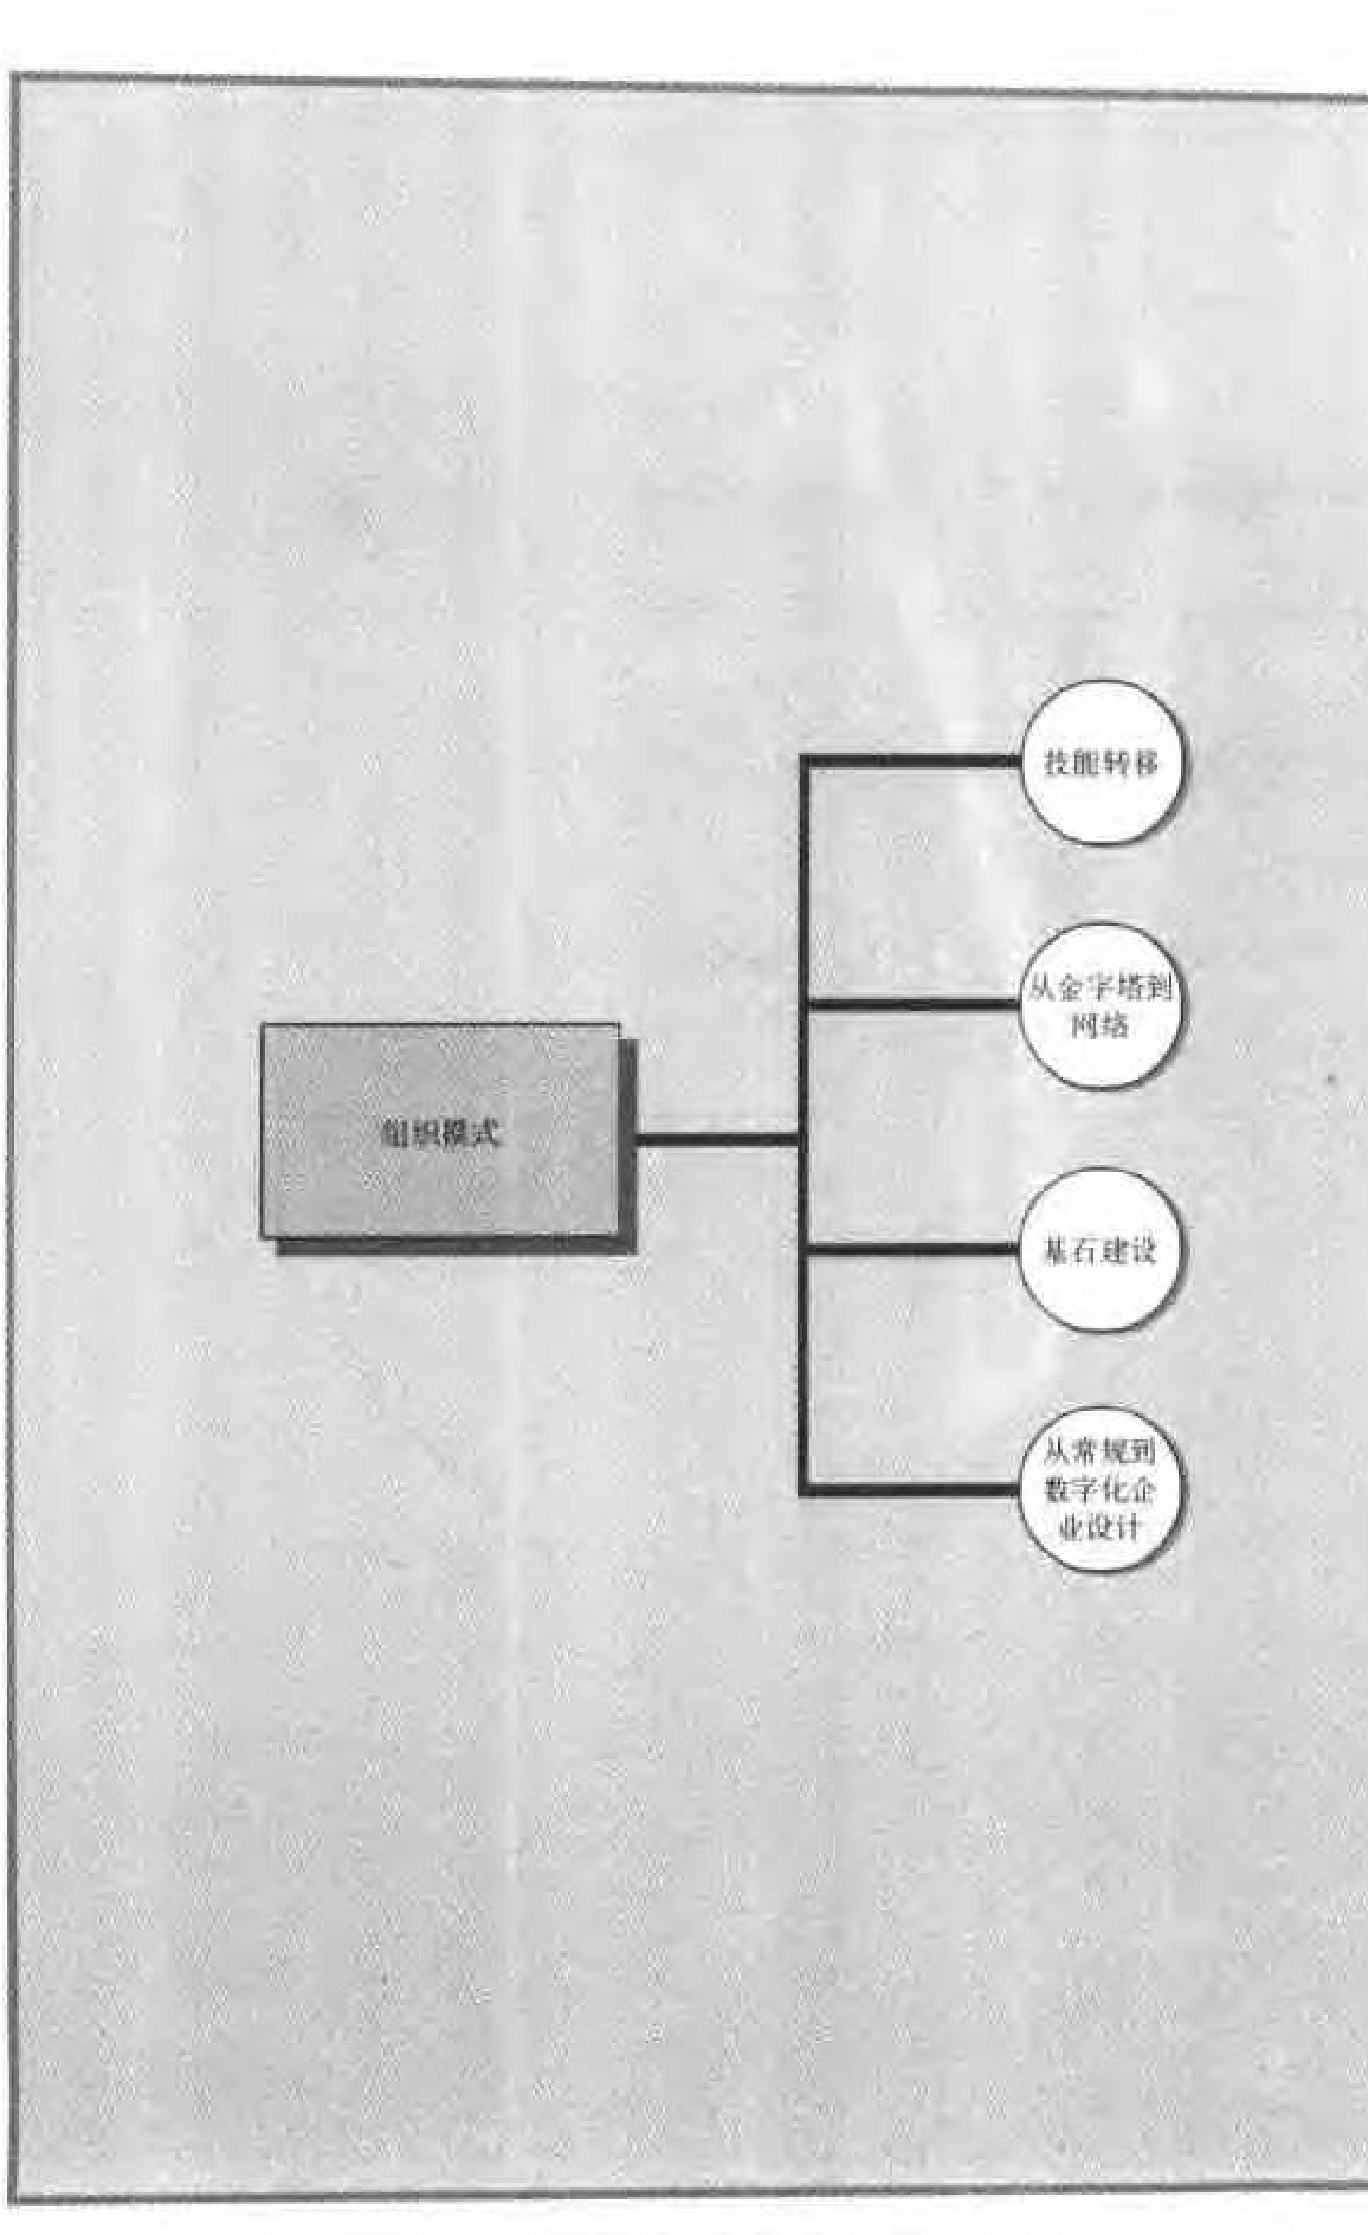 技能转移
从金字塔到
网络
组织模式
基石建设
从常规到
数字化企
业设计